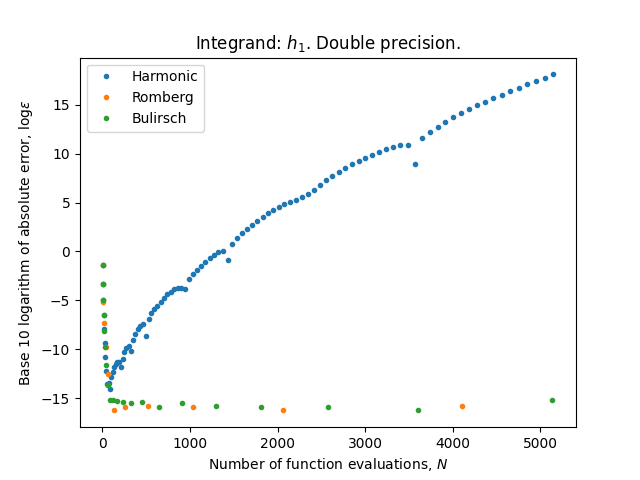 Integrand: h₁. Double precision.
Harmonic
Romberg
Bulirsch
Base 10 logarithm of absolute error, logε
15
10
5
0
−5
−10
−15
0 1000 2000 3000 4000 5000
Number of function evaluations, N